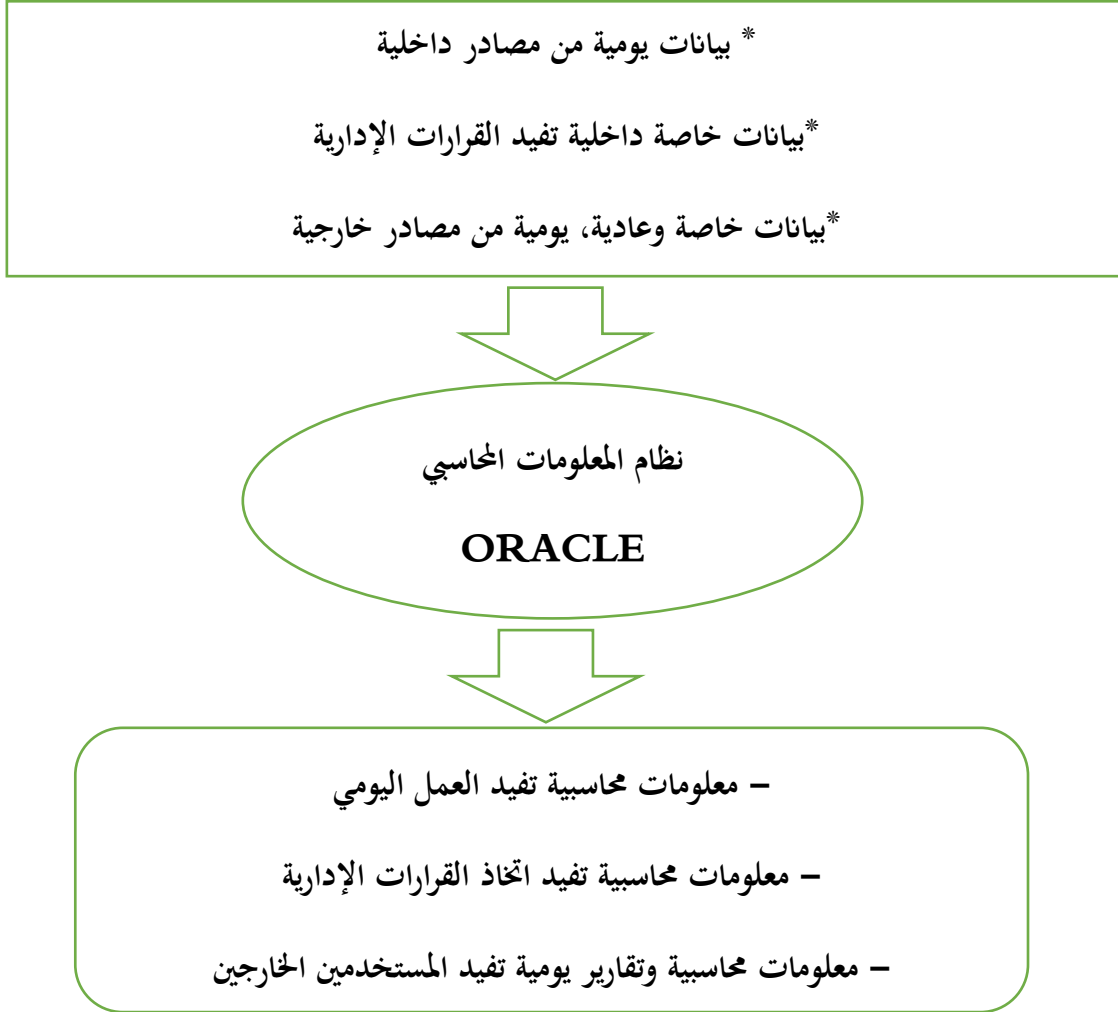 * بيانات يومية من مصادر داخلية
*بيانات خاصة داخلية تفيد القرارات الإدارية
*بيانات خاصة وعادية، يومية من مصادر خارجية
نظام المعلومات المحاسبي
ORACLE
– معلومات محاسبية تفيد العمل اليومي
– معلومات محاسبية تفيد اتخاذ القرارات الإدارية
– معلومات محاسبية وتقارير يومية تفيد المستخدمين الخارجين